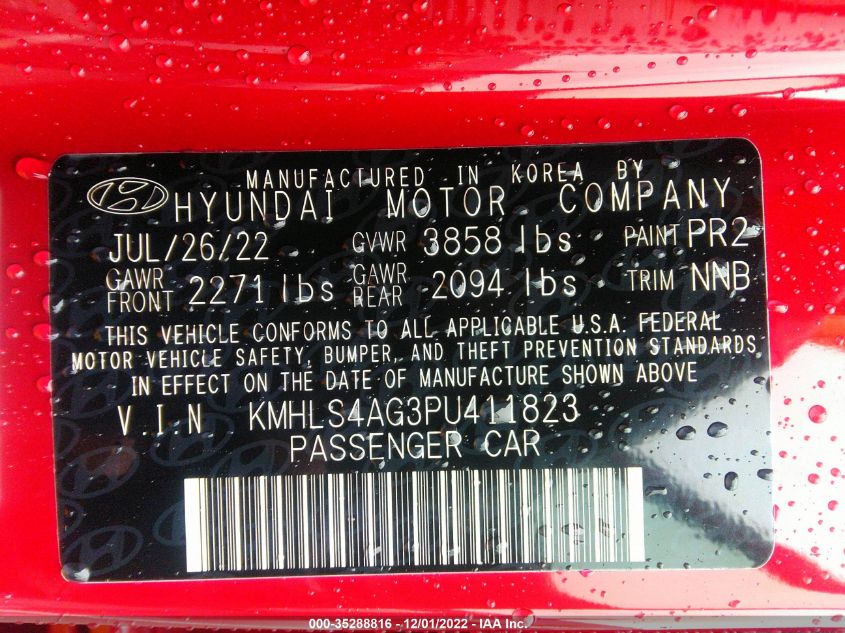 MANUFACTURED IN KOREA BY
HYUNDAI MOTOR COMPANY
JUL/26/22 GVWR 3858 lbs PAINT PR2
GAWR FRONT 2271 lbs GAWR REAR 2094 lbs TRIM NNB
THIS VEHICLE CONFORMS TO ALL APPLICABLE U.S.A. FEDERAL
MOTOR VEHICLE SAFETY, BUMPER, AND THEFT PREVENTION STANDARDS
IN EFFECT ON THE DATE OF MANUFACTURE SHOWN ABOVE
V.I.N KMHLS4AG3PU411823
PASSENGER CAR
000-35288816 - 12/01/2022 - IAA Inc.